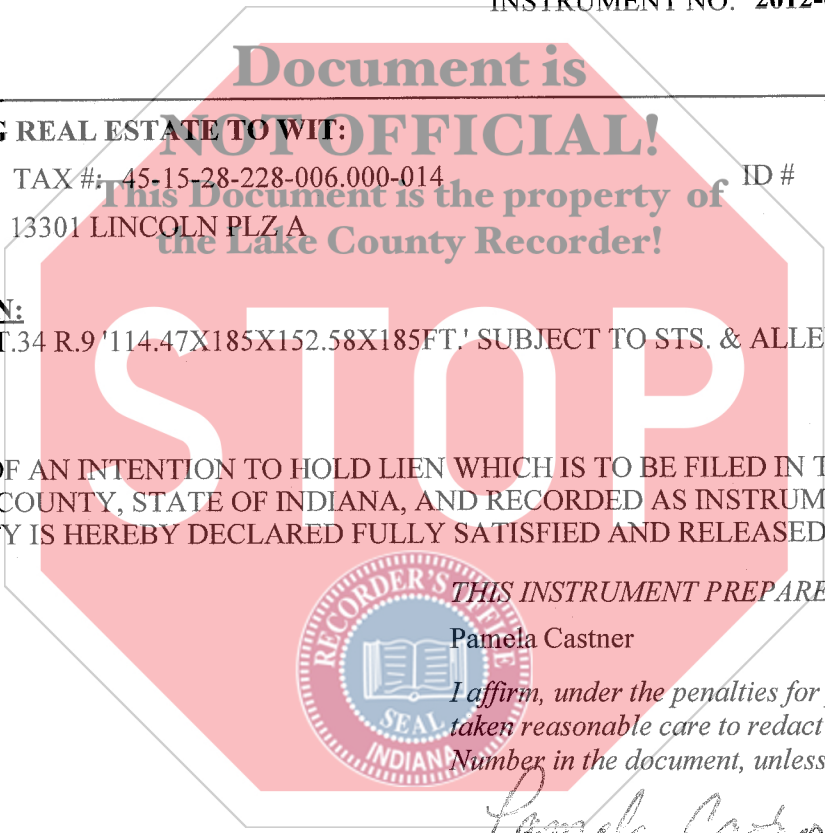 INSTRUMENT NO. 2012-
Document is
NOT OFFICIAL!
G REAL ESTATE TO WIT:
TAX #: 45-15-28-228-006.000-014 ID #
This Document is the property of
13301 LINCOLN PLZ A
the Lake County Recorder!
N:
T.34 R.9 '114.47X185X152.58X185FT.' SUBJECT TO STS. & ALLE
STOP
OF AN INTENTION TO HOLD LIEN WHICH IS TO BE FILED IN T
COUNTY, STATE OF INDIANA, AND RECORDED AS INSTRUM
Y IS HEREBY DECLARED FULLY SATISFIED AND RELEASED
THIS INSTRUMENT PREPARE
RECORDER'S OFFICE
Pamela Castner
I affirm, under the penalties for
SEAL
taken reasonable care to redact
INDIANA
Number in the document, unless
Pamela Castner